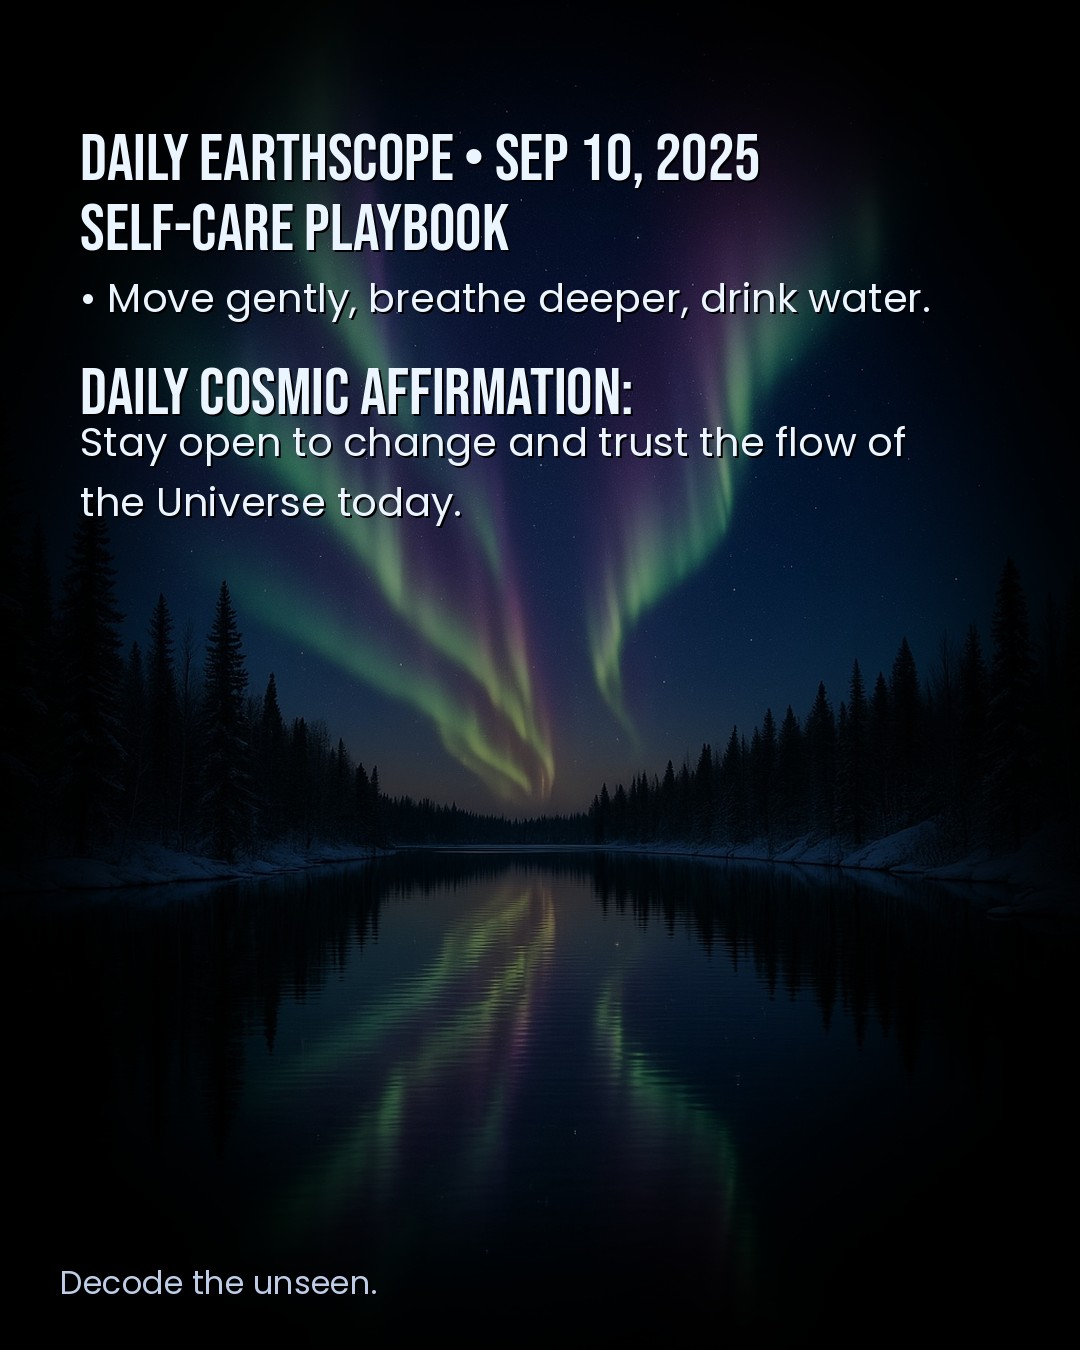 DAILY EARTHSCOPE • SEP 10, 2025
SELF-CARE PLAYBOOK
• Move gently, breathe deeper, drink water.
DAILY COSMIC AFFIRMATION:
Stay open to change and trust the flow of
the Universe today.
Decode the unseen.